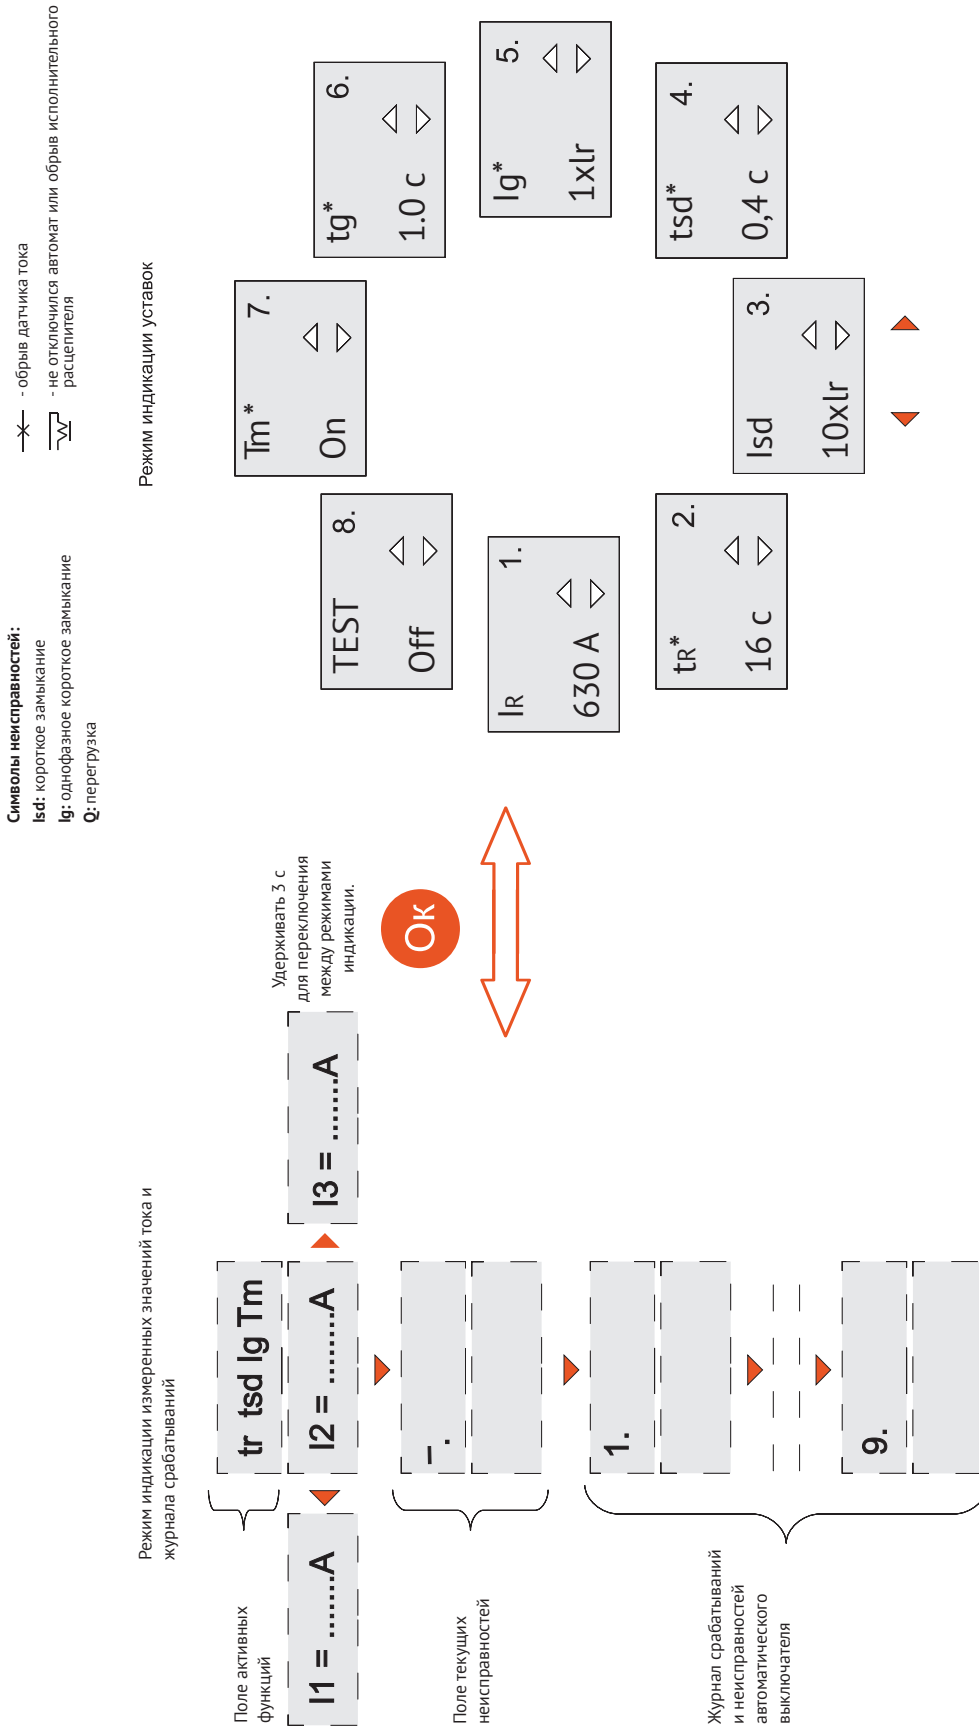 Символы неисправностей:
Isd: короткое замыкание
Ig: однофазное короткое замыкание
Q: перегрузка
- обрыв датчика тока
- не отключился автомат или обрыв исполнительного
расцепителя
Режим индикации измеренных значений тока и
журнала срабатываний
Поле активных
функций
tr tsd Ig Tm
I1 = .......A
I2 = ........A
I3 = .......A
Поле текущих
неисправностей
–.
Журнал срабатываний
и неисправностей
автоматического
выключателя
1.
9.
Удерживать 3 с
для переключения
между режимами
индикации.
Ок
Режим индикации уставок
IR 1.
630 A
tR* 2.
16 с
Isd 3.
10xIr
tsd* 4.
0,4 с
Ig* 5.
1xIr
tg* 6.
1.0 с
Tm* 7.
On
TEST 8.
Off